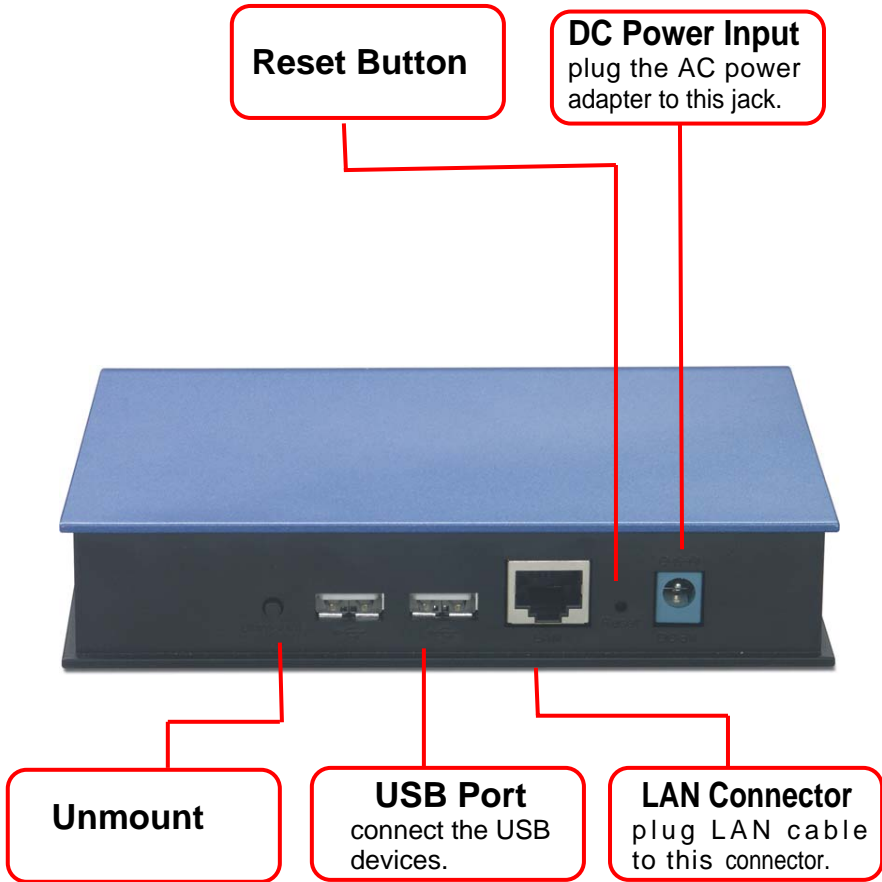 Reset Button
DC Power Input
plug the AC power
adapter to this jack.
Unmount
USB Port
connect the USB
devices.
LAN Connector
plug LAN cable
to this connector.